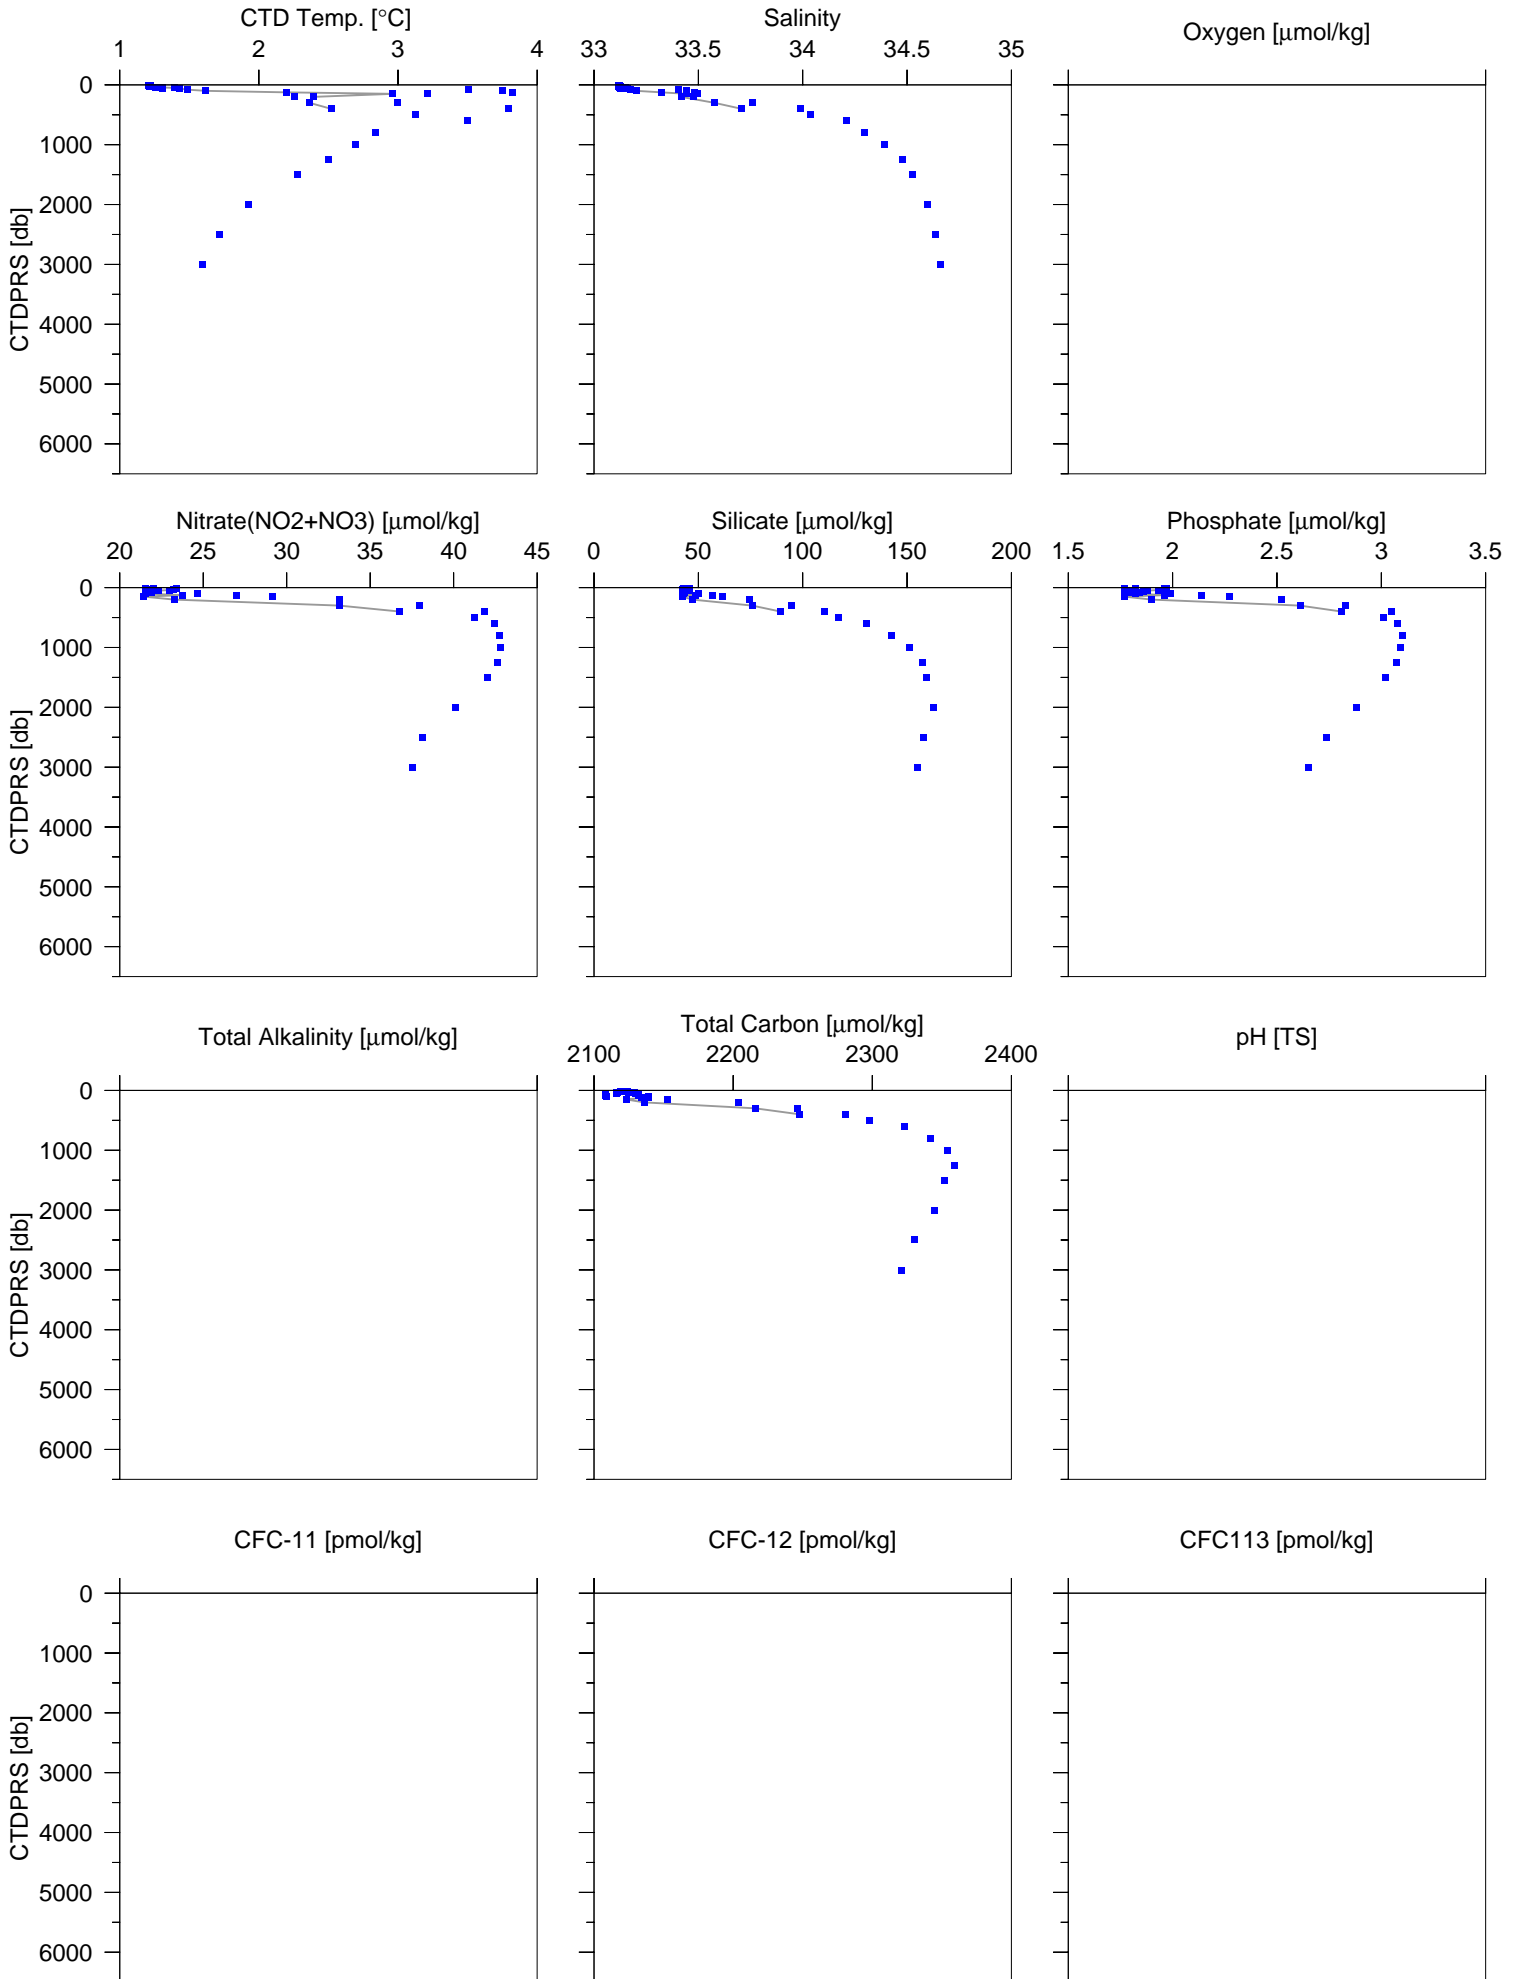 CTD Temp. [°C]
1 2 3 4
Salinity
33 33.5 34 34.5 35
Oxygen [μmol/kg]
0
1000
2000
3000
4000
5000
6000
CTDPRS [db]
Nitrate(NO2+NO3) [μmol/kg]
20 25 30 35 40 45
Silicate [μmol/kg]
0 50 100 150 200
Phosphate [μmol/kg]
1.5 2 2.5 3 3.5
0
1000
2000
3000
4000
5000
6000
CTDPRS [db]
Total Alkalinity [μmol/kg]
Total Carbon [μmol/kg]
2100 2200 2300 2400
pH [TS]
0
1000
2000
3000
4000
5000
6000
CTDPRS [db]
CFC-11 [pmol/kg]
CFC-12 [pmol/kg]
CFC113 [pmol/kg]
0
1000
2000
3000
4000
5000
6000
CTDPRS [db]